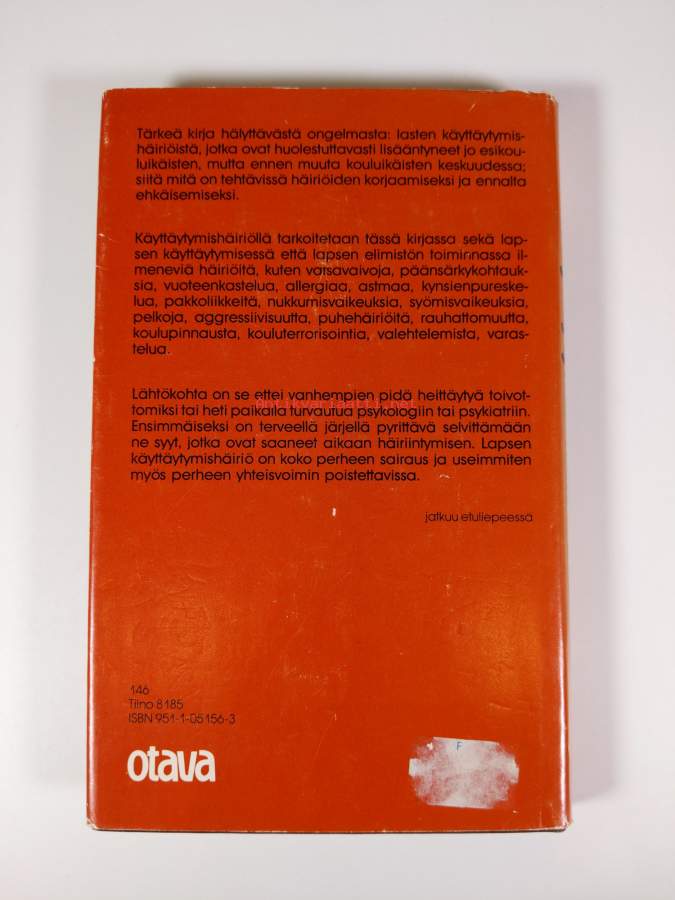 Tärkeä kirja hälyttävästä ongelmasta: lasten käyttäytymis-
häiriöistä, jotka ovat huolestuttavasti lisääntyneet jo esikou-
luikäisten, mutta ennen muuta kouluikäisten keskuudessa;
siitä mitä on tehtävissä häiriöiden korjaamiseksi ja ennalta
ehkäisemiseksi.
Käyttäytymishäiriöllä tarkoitetaan tässä kirjassa sekä lap-
sen käyttäytymisessä että lapsen elimistön toiminnassa il-
meneviä häiriöitä, kuten vatsavaivoja, päänsärkykohtauk-
sia, vuoteenkastelua, allergiaa, astmaa, kynsienpureske-
lua, pakkoliikkeitä, nukkumisvaikeuksia, syömisvaikeuksia,
pelkoja, aggressiivisuutta, puhehäiriöitä, rauhattomuutta,
koulupinnausta, kouluterrorisointia, valehtelemista, varas-
telua.
Lähtökohta on se ettei vanhempien pidä heittäytyä toivot-
tomiksi tai heti paikalla turvautua psykologiin tai psykiatriin.
antikvariaatti.net
Ensimmäiseksi on terveellä järjellä pyrittävä selvittämään
ne syyt, jotka ovat saaneet aikaan häiriintymisen. Lapsen
käyttäytymishäiriö on koko perheen sairaus ja useimmiten
myös perheen yhteisvoimin poistettavissa.
jatkuu etuliepeessä
146
Tilno 8185
ISBN 951-1-05156-3
otava
F